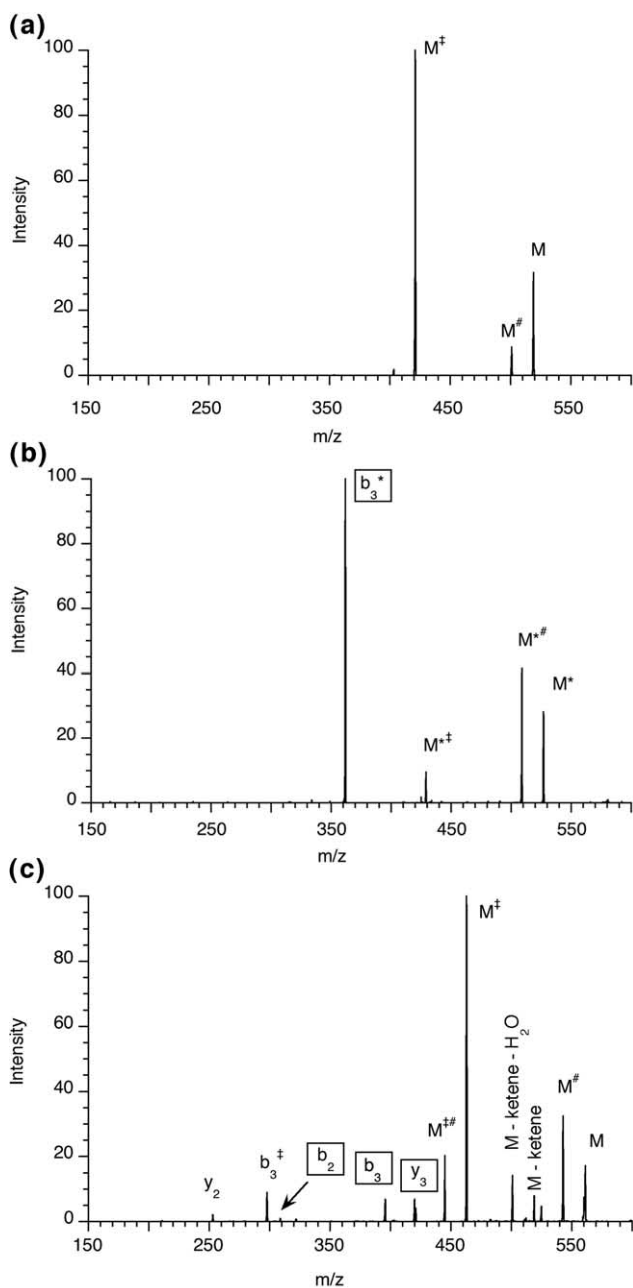 (a)
100
80
60
40
20
0
Intensity
M‡
M#
M
150 250 350 450 550
m/z
(b)
100
80
60
40
20
0
Intensity
b3*
M*‡
M*#
M*
150 250 350 450 550
m/z
(c)
100
80
60
40
20
0
Intensity
y2
b3‡
b2
b3
y3
M‡#
M‡
M - ketene - H2O
M - ketene
M#
M
150 250 350 450 550
m/z